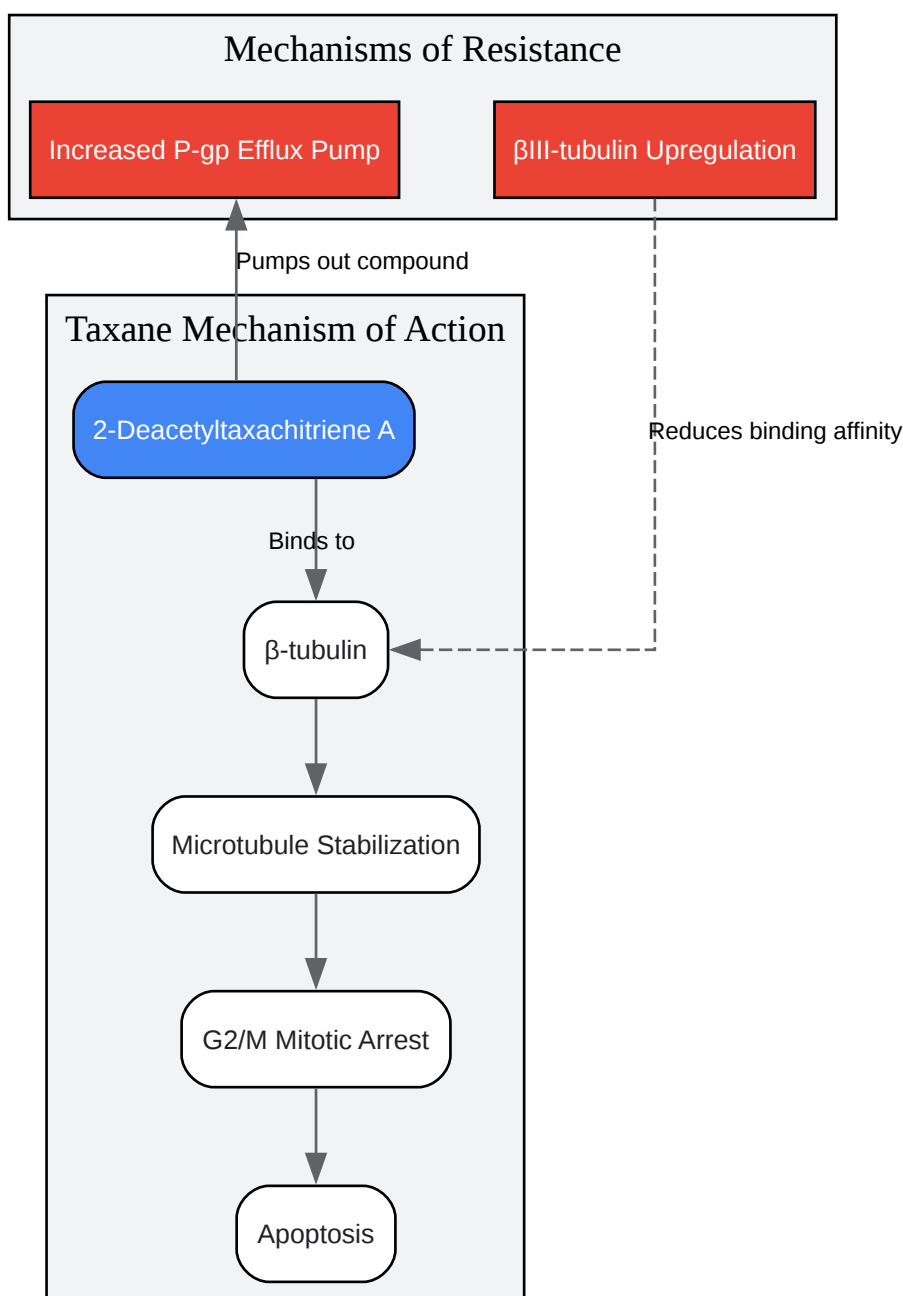 Mechanisms of Resistance
Increased P-gp Efflux Pump
βIII-tubulin Upregulation
Pumps out compound
Taxane Mechanism of Action
2-Deacetyltaxachitriene A
Reduces binding affinity
Binds to
β-tubulin
Microtubule Stabilization
G2/M Mitotic Arrest
Apoptosis